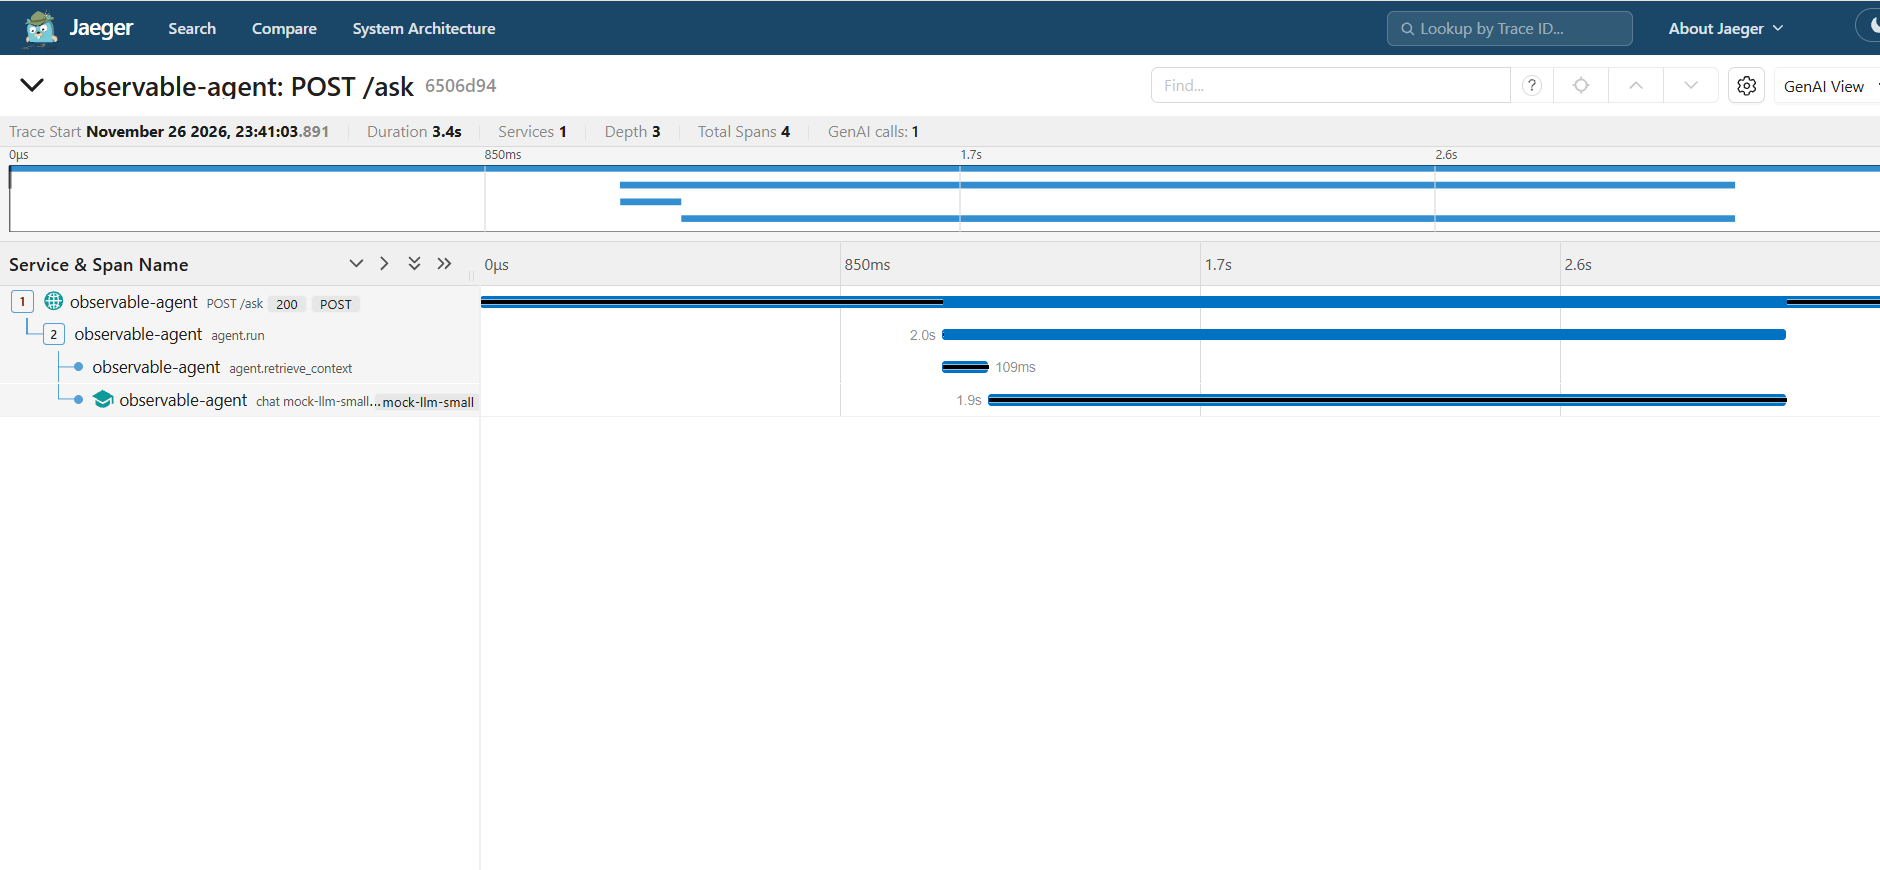 Jaeger Search Compare System Architecture Lookup by Trace ID... About Jaeger
observable-agent: POST /ask 6506d94 Find... ? GenAI View
Trace Start November 26 2026, 23:41:03.891 Duration 3.4s Services 1 Depth 3 Total Spans 4 GenAI calls: 1
0μs 850ms 1.7s 2.6s
Service & Span Name 0μs 850ms 1.7s 2.6s
1 observable-agent POST /ask 200 POST
2 observable-agent agent.run 2.0s
observable-agent agent.retrieve_context 109ms
observable-agent chat mock-llm-small... mock-llm-small 1.9s